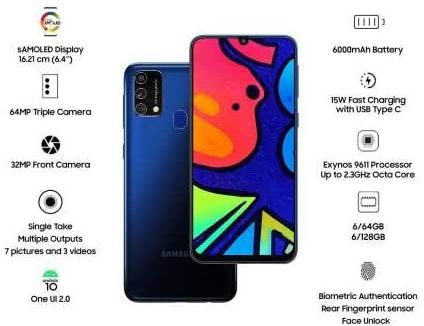 sAMOLED Display
16.21 cm (6.4")
64MP Triple Camera
32MP Front Camera
Single Take
Multiple Outputs
7 pictures and 3 videos
10
One UI 2.0
SAMSUNG
6000mAh Battery
15W Fast Charging
with USB Type C
Exynos 9611 Processor
Up to 2.3GHz Octa Core
6/64GB
6/128GB
Biometric Authentication
Rear Fingerprint sensor
Face Unlock